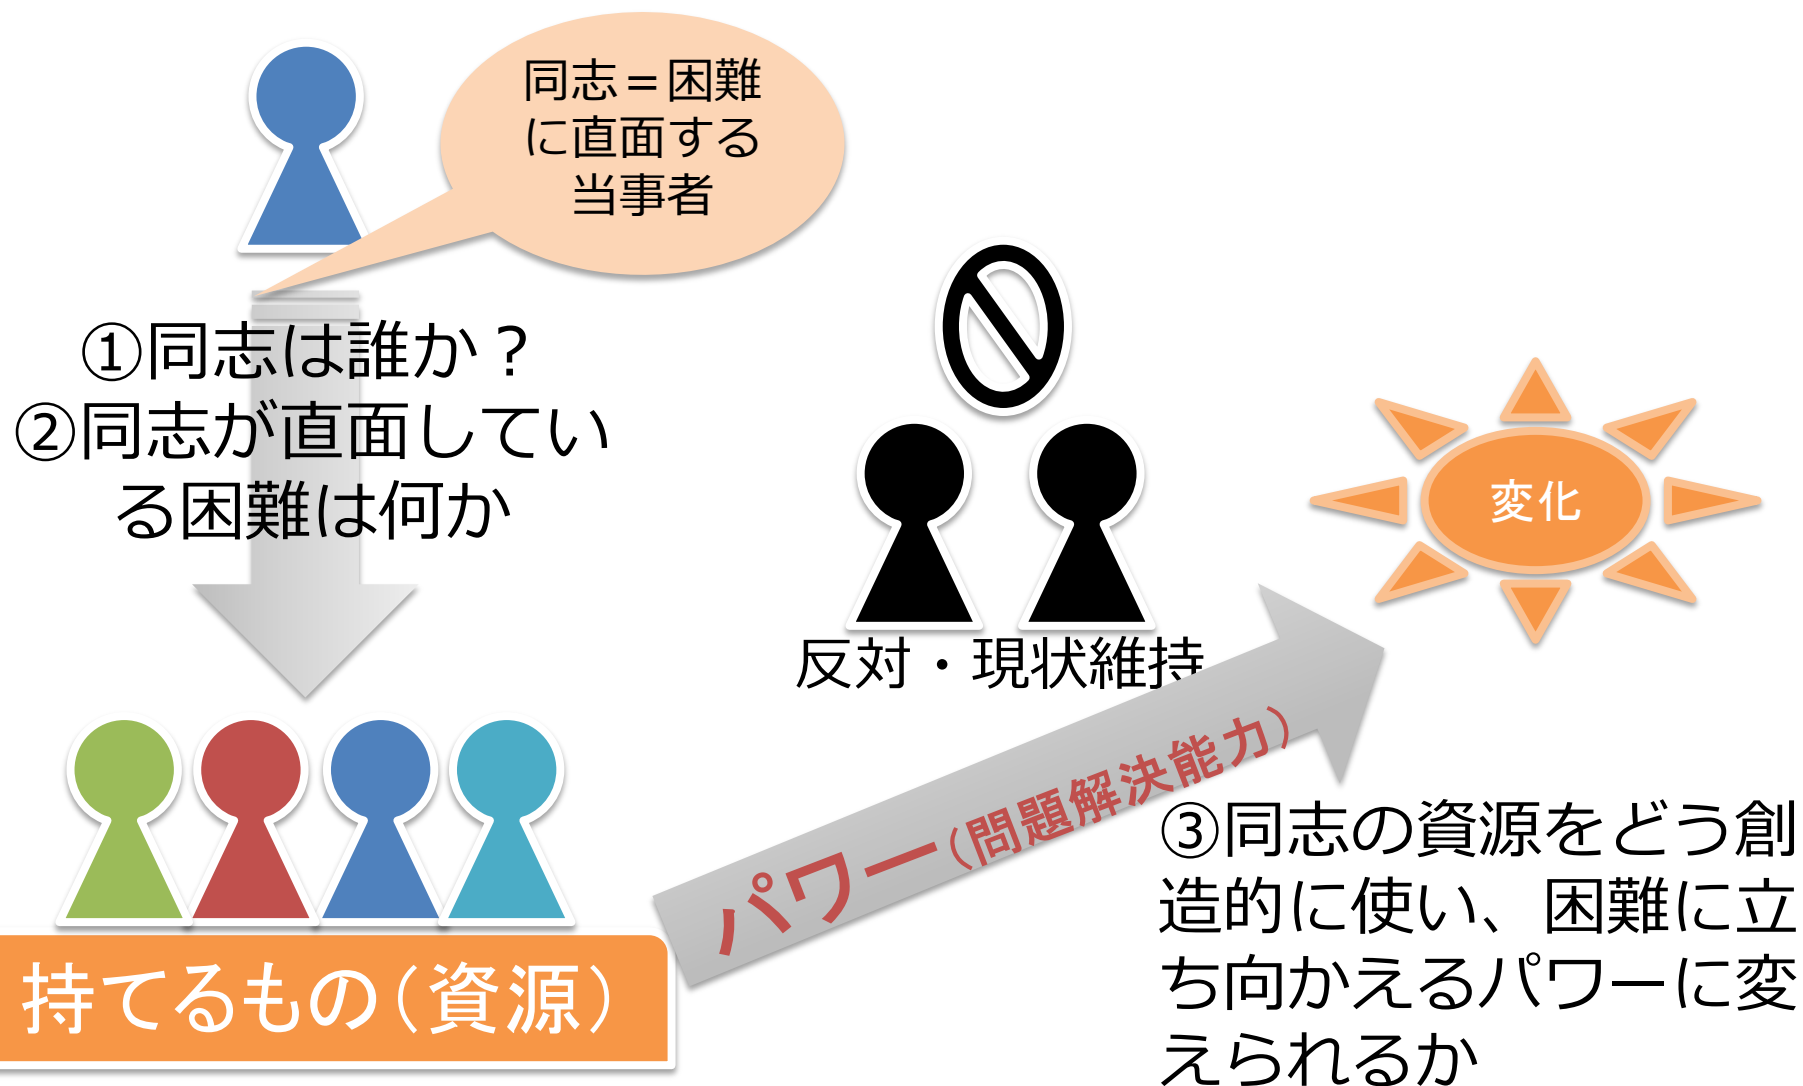 同志＝困難
に直面する
当事者
①同志は誰か？
②同志が直面してい
る困難は何か
反対・現状維持
変化
パワー（問題解決能力）
持てるもの（資源）
③同志の資源をどう創
造的に使い、困難に立
ち向かえるパワーに変
えられるか